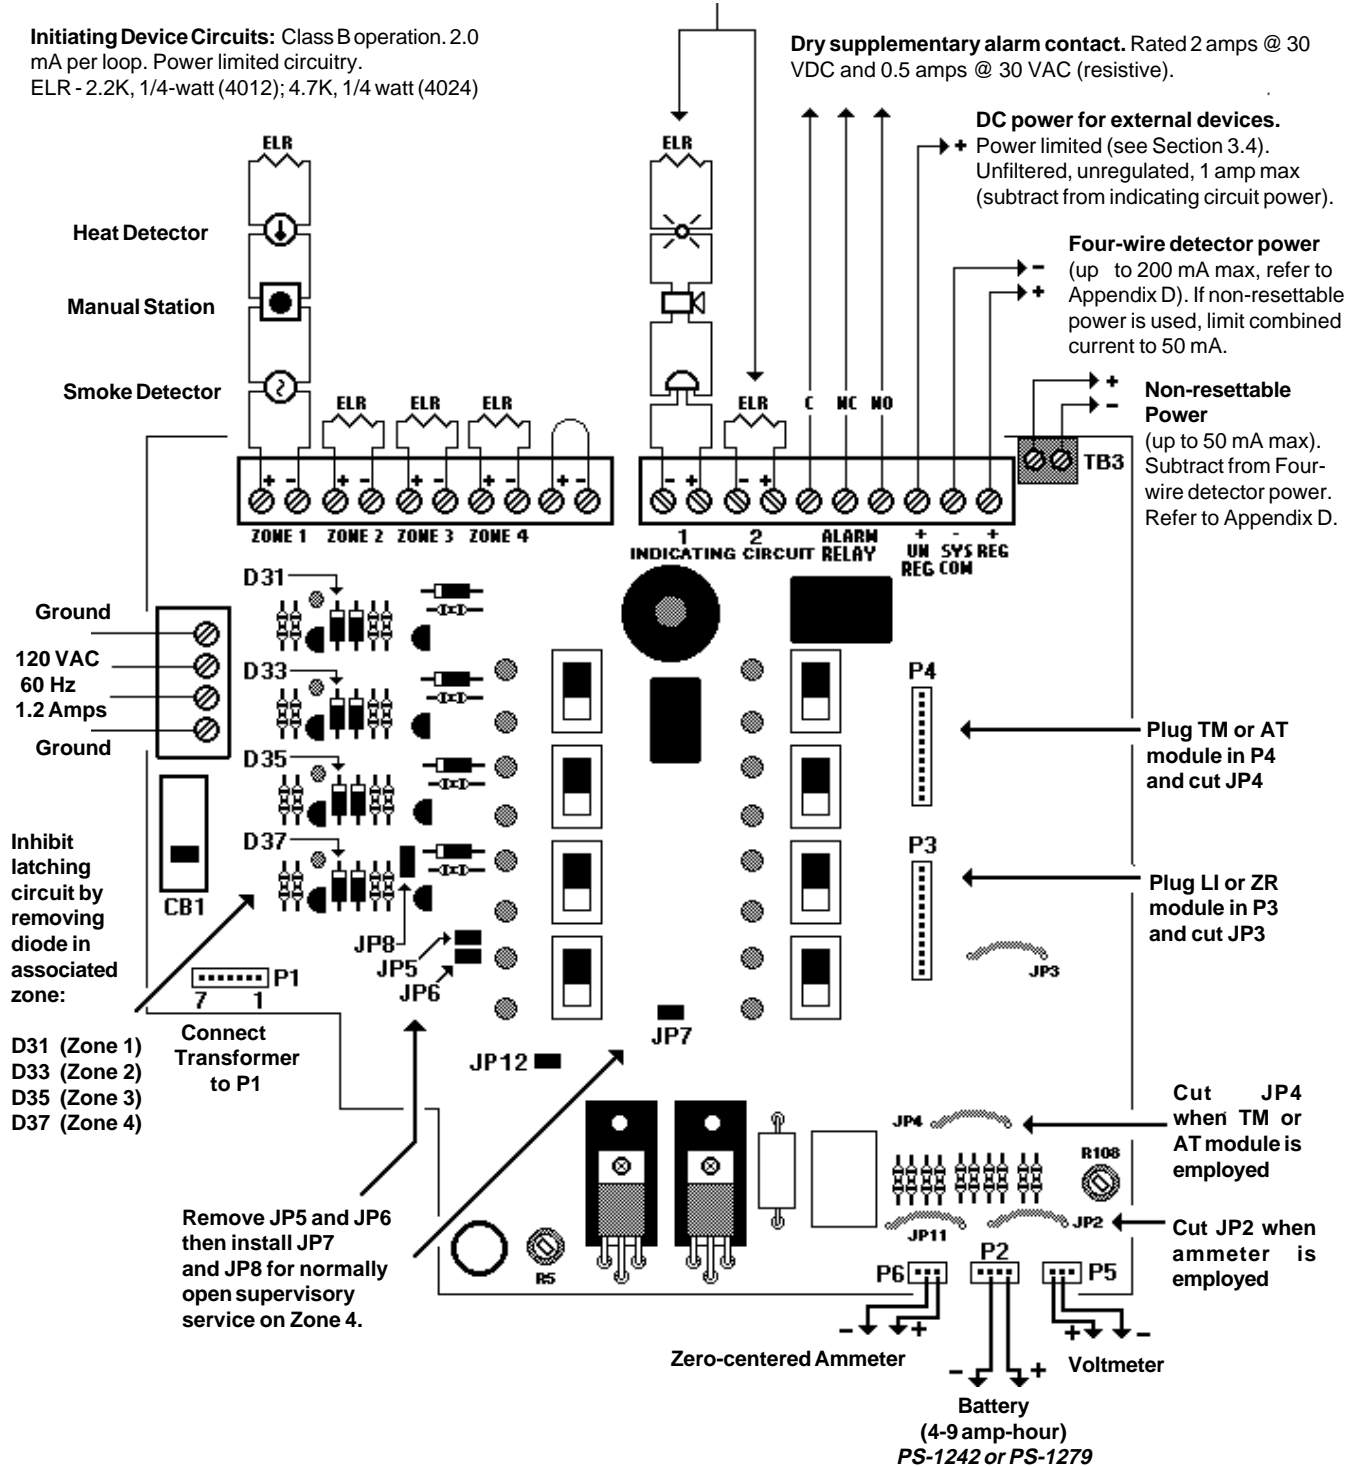 Initiating Device Circuits: Class B operation. 2.0
mA per loop. Power limited circuitry.
ELR - 2.2K, 1/4-watt (4012); 4.7K, 1/4 watt (4024)
Dry supplementary alarm contact. Rated 2 amps @ 30
VDC and 0.5 amps @ 30 VAC (resistive).
DC power for external devices.
+ Power limited (see Section 3.4).
Unfiltered, unregulated, 1 amp max
(subtract from indicating circuit power).
Four-wire detector power
- (up to 200 mA max, refer to
+ Appendix D). If non-resettable
power is used, limit combined
current to 50 mA.
+ Non-resettable
- Power
(up to 50 mA max).
Subtract from Four-
wire detector power.
Refer to Appendix D.
ELR
ELR
Heat Detector
Manual Station
Smoke Detector
ELR ELR ELR
ELR C NC NO
TB3
+ - - + - + - + + -
- + - +
ZONE 1 ZONE 2 ZONE 3 ZONE 4
1 2 ALARM + - +
INDICATING CIRCUIT RELAY UN SYS REG
REG COM
D31
D33
D35
D37
Ground
120 VAC
60 Hz
1.2 Amps
Ground
CB1
Inhibit
latching
circuit by
removing
diode in
associated
zone:
D31 (Zone 1)
D33 (Zone 2)
D35 (Zone 3)
D37 (Zone 4)
P1
7 1
Connect
Transformer
to P1
JP8
JP5
JP6
JP12
JP7
P4
Plug TM or AT
module in P4
and cut JP4
P3
Plug LI or ZR
module in P3
and cut JP3
JP3
Cut JP4
when TM or
AT module is
employed
JP4
R108
Remove JP5 and JP6
then install JP7
and JP8 for normally
open supervisory
service on Zone 4.
R5
JP11
JP2
Cut JP2 when
ammeter is
employed
P6
P2
P5
- +
Zero-centered Ammeter
+ -
Voltmeter
- +
Battery
(4-9 amp-hour)
PS-1242 or PS-1279